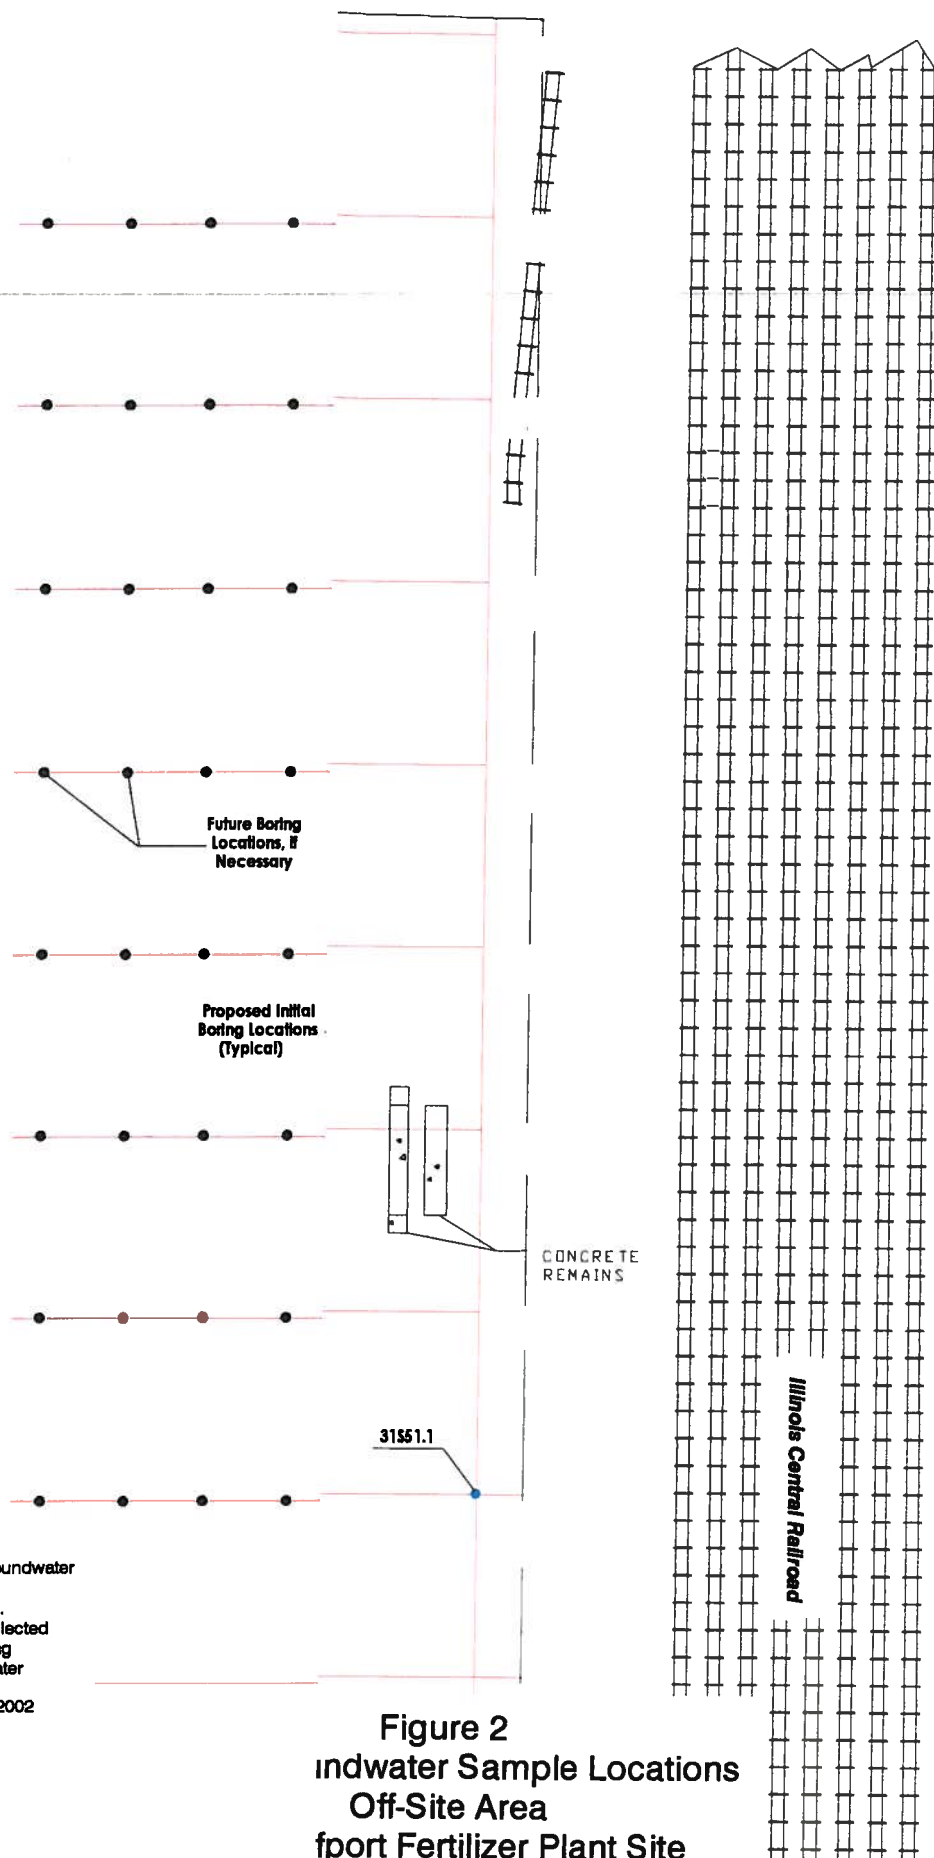 Future Boring
Locations, if
Necessary
Proposed Initial
Boring Locations
(Typical)
CONCRETE
REMAINS
31SS1.1
Illinois Central Railroad
undwater
.
lected
g
ter
2002
Figure 2
ndwater Sample Locations
Off-Site Area
fport Fertilizer Plant Site